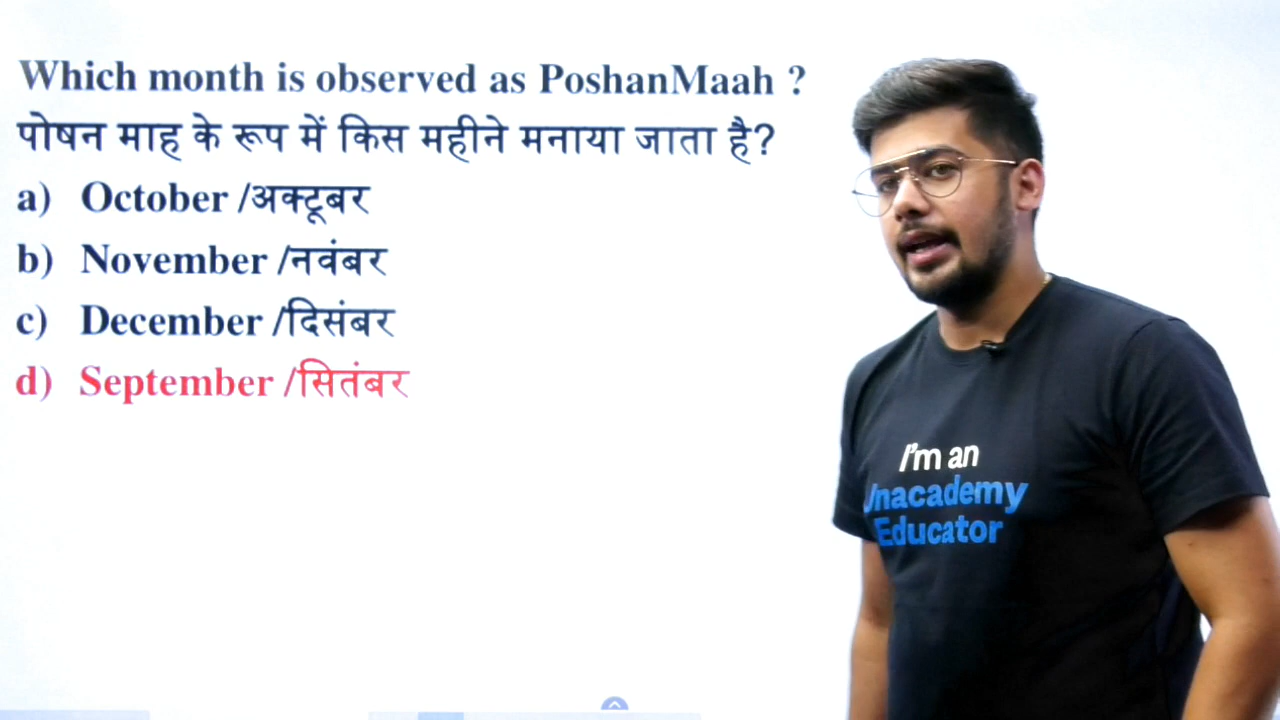 Which month is observed as PoshanMaah ?
पोषन माह के रूप में किस महीने मनाया जाता है?
a) October /अक्टूबर
b) November /नवंबर
c) December /दिसंबर
d) September /सितंबर
I'm an
Unacademy
Educator